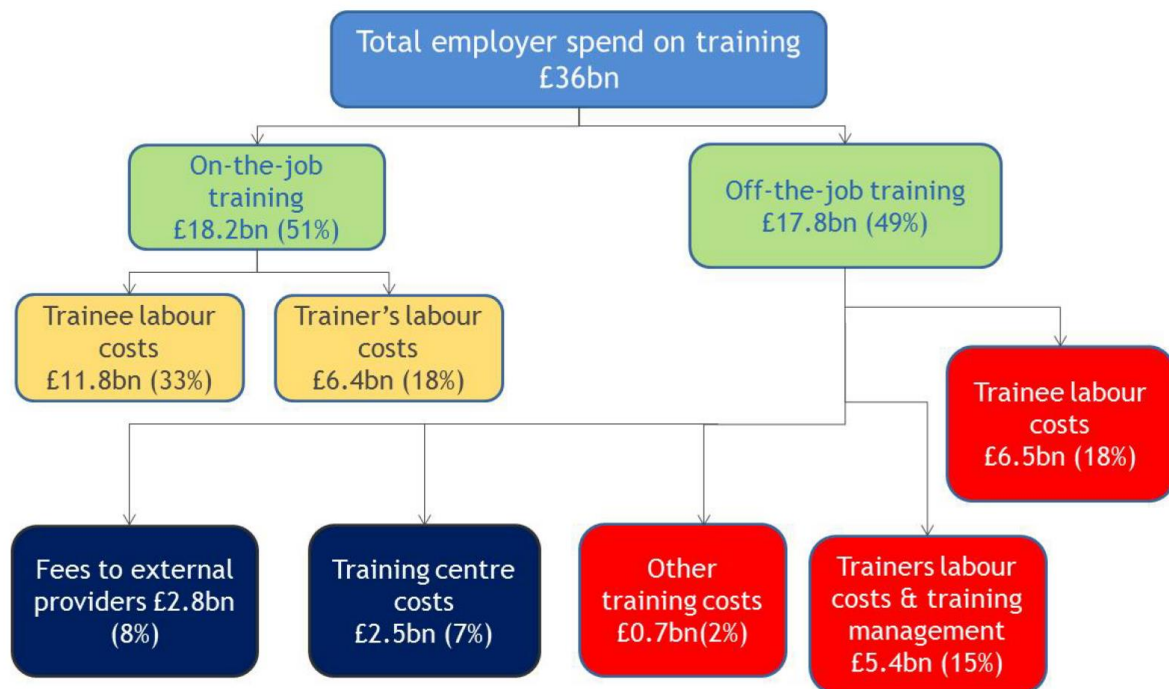 Total employer spend on training
£36bn
On-the-job
training
£18.2bn (51%)
Off-the-job training
£17.8bn (49%)
Trainee labour
costs
£11.8bn (33%)
Trainer's labour
costs
£6.4bn (18%)
Trainee labour
costs
£6.5bn (18%)
Fees to external
providers £2.8bn
(8%)
Training centre
costs
£2.5bn (7%)
Other
training costs
£0.7bn(2%)
Trainers labour
costs & training
management
£5.4bn (15%)